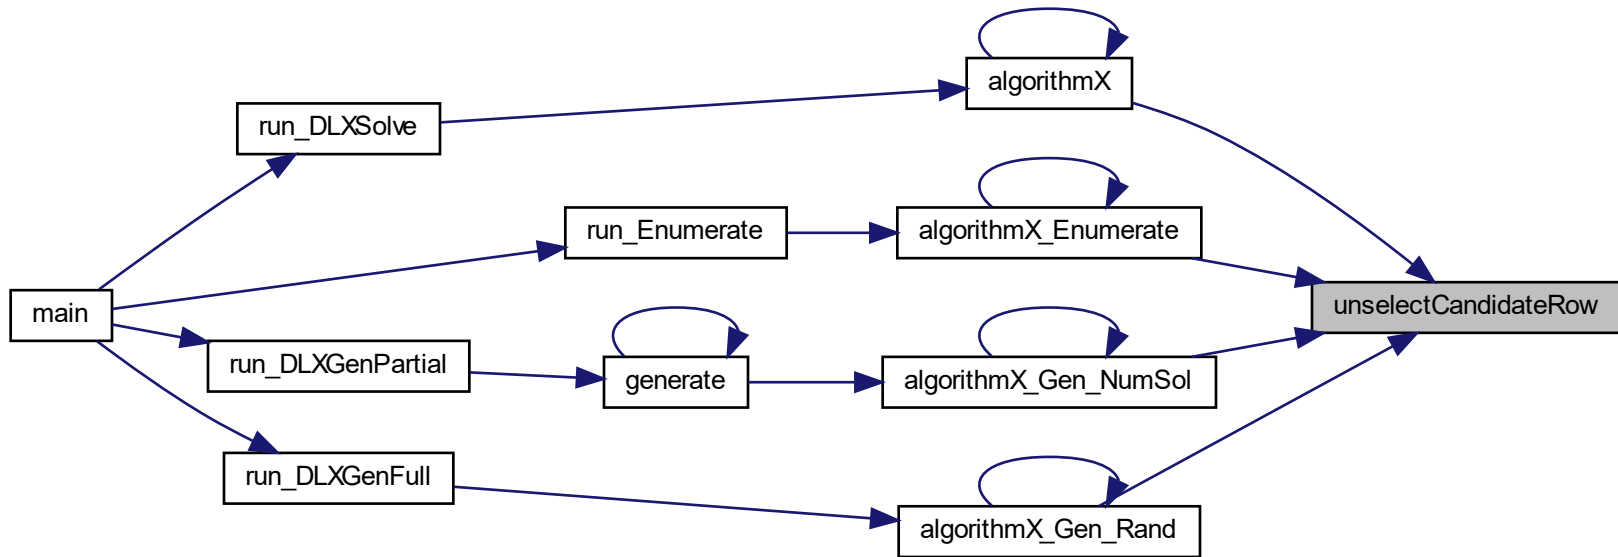 main
run_DLXSolve
run_Enumerate
run_DLXGenPartial
generate
run_DLXGenFull
algorithmX
algorithmX_Enumerate
algorithmX_Gen_NumSol
algorithmX_Gen_Rand
unselectCandidateRow